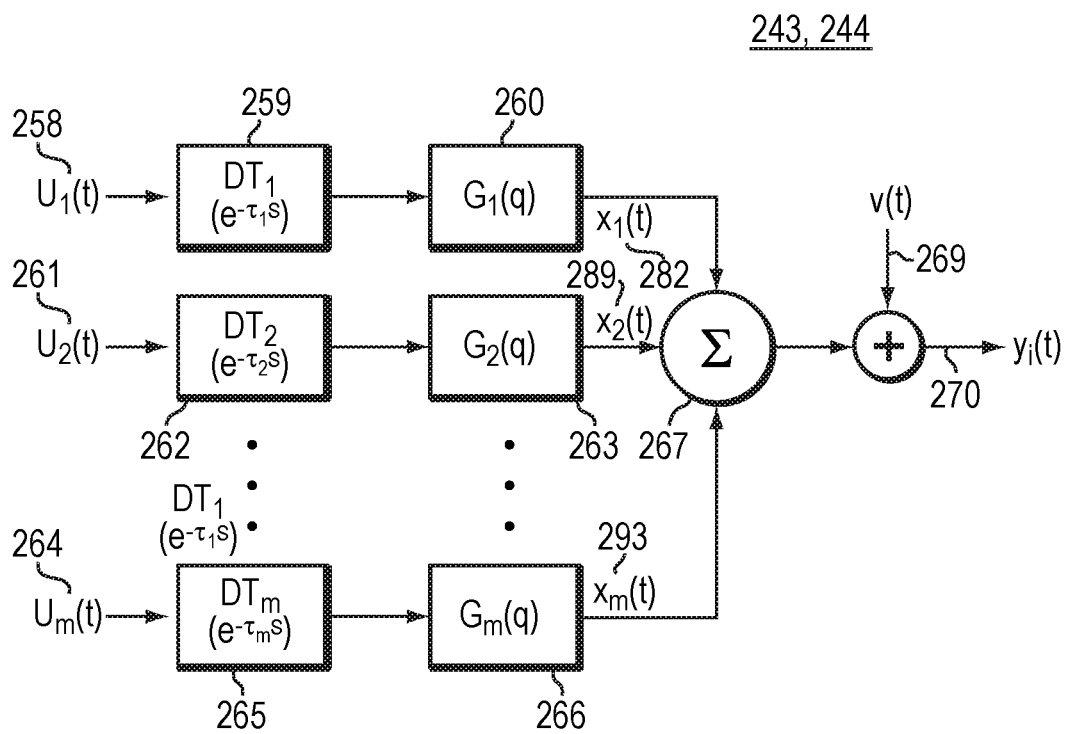 243, 244
258
259
260
U₁(t)
DT₁
(e^-τ₁s)
G₁(q)
x₁(t)
282
v(t)
269
261
262
289
U₂(t)
DT₂
(e^-τ₂s)
G₂(q)
263
x₂(t)
Σ
267
+
270
yᵢ(t)
DT₁
(e^-τ₁s)
264
293
Uₘ(t)
DTₘ
(e^-τₘs)
Gₘ(q)
xₘ(t)
265
266